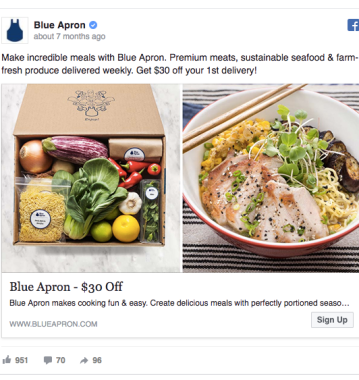 Blue Apron
about 7 months ago
Make incredible meals with Blue Apron. Premium meats, sustainable seafood & farm-
fresh produce delivered weekly. Get $30 off your 1st delivery!
Blue Apron - $30 Off
Blue Apron makes cooking fun & easy. Create delicious meals with perfectly portioned seaso…
WWW.BLUEAPRON.COM
Sign Up
951
70
96